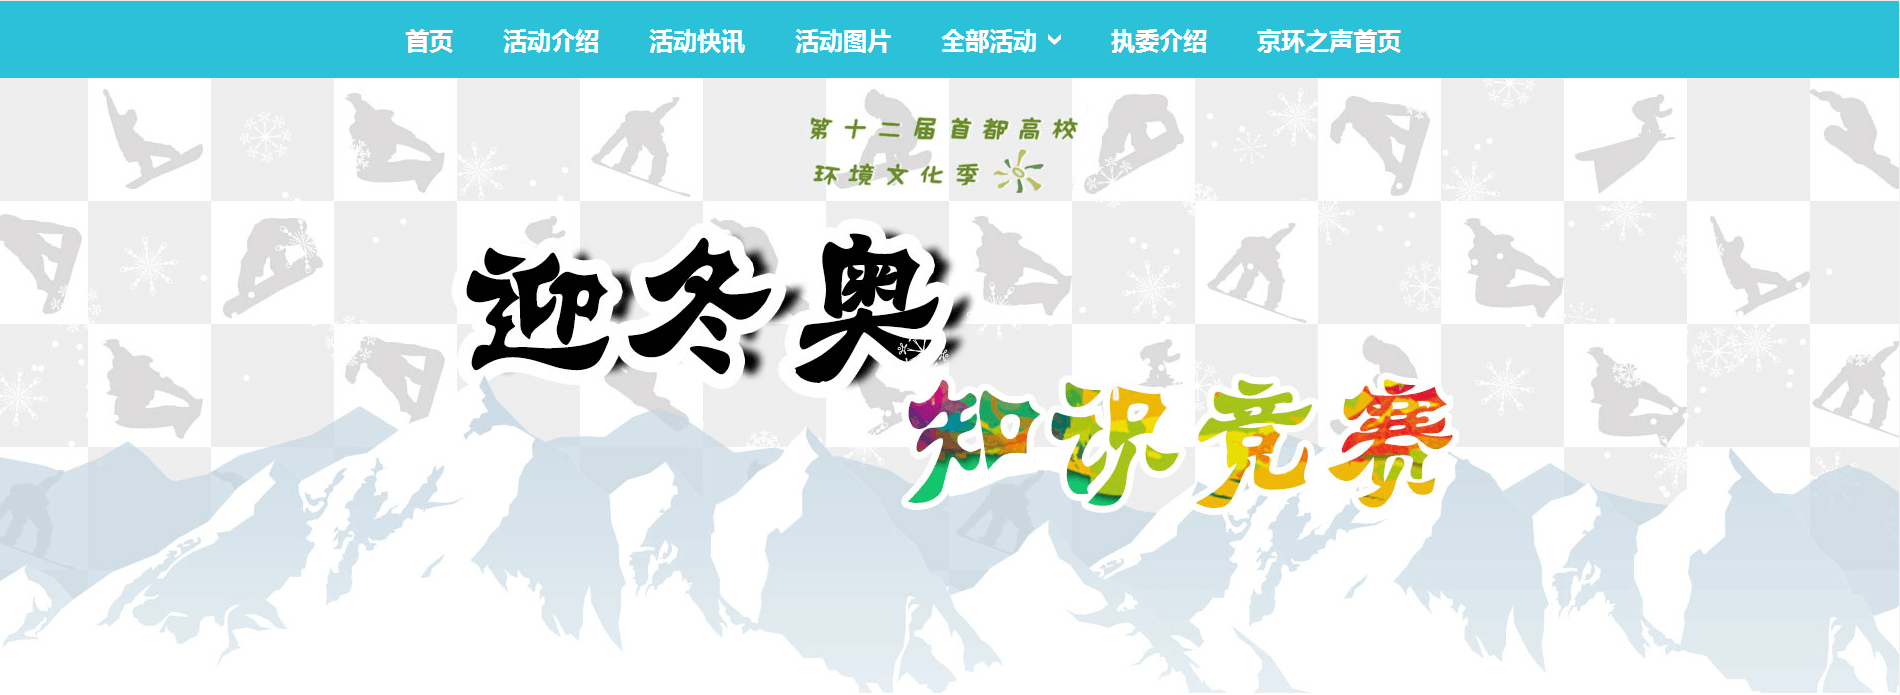 首页 活动介绍 活动快讯 活动图片 全部活动 执委介绍 京环之声首页
第十二届首都高校
环境文化季
迎冬奥
知识竞赛